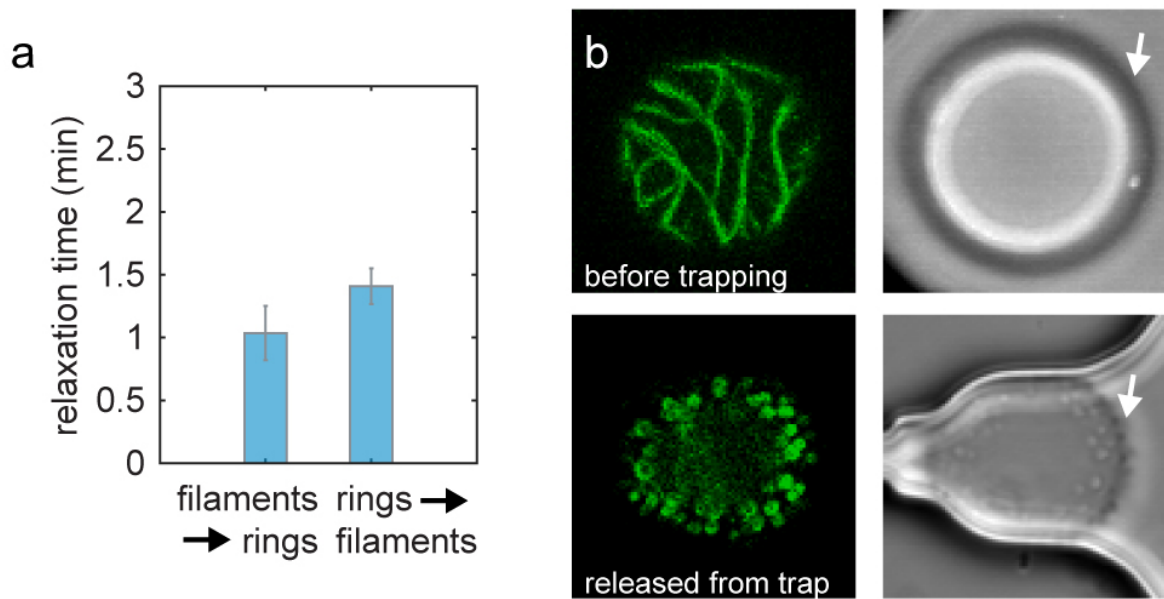 a
relaxation time (min)
3
2.5
2
1.5
1
0.5
0
filaments
→ rings
rings →
filaments
b
before trapping
released from trap